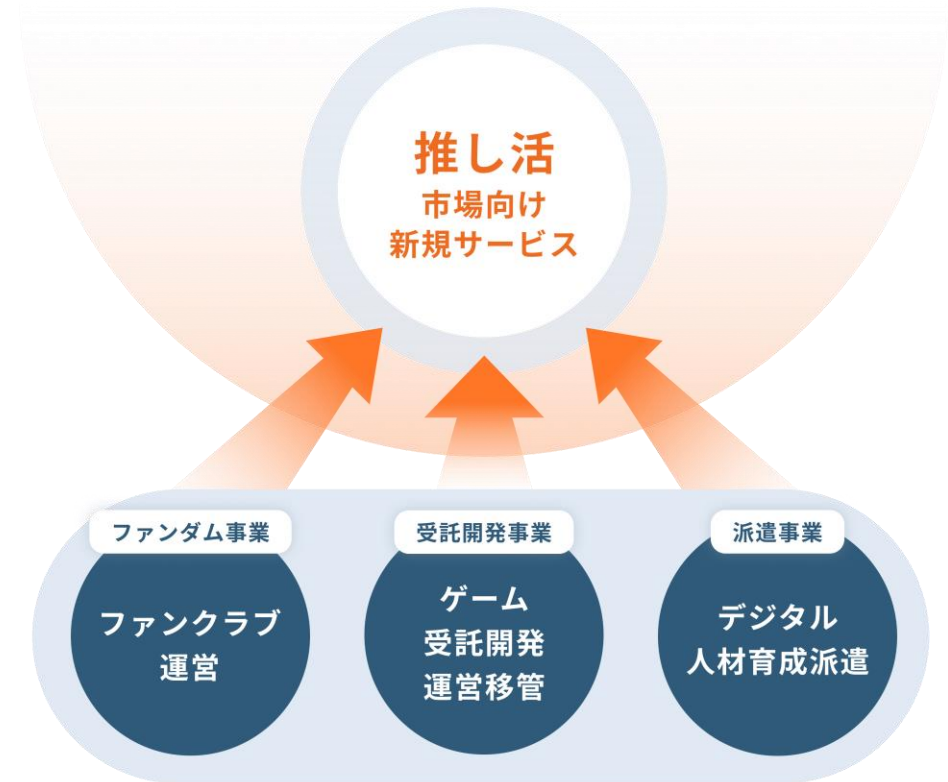 推し活
市場向け
新規サービス
ファンダム事業
ファンクラブ
運営
受託開発事業
ゲーム
受託開発
運営移管
派遣事業
デジタル
人材育成派遣